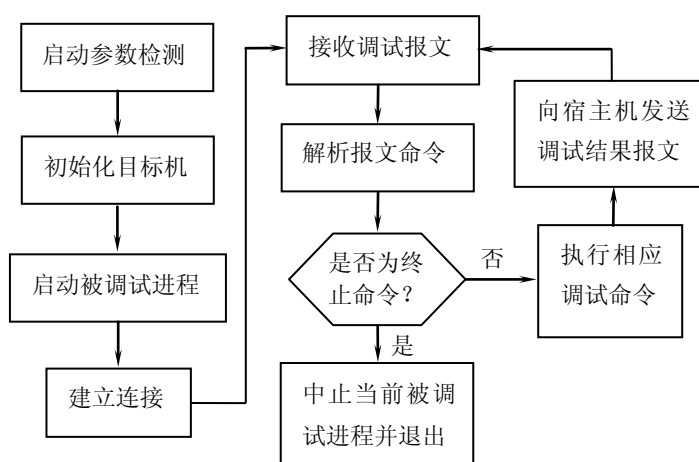 启动参数检测
初始化目标机
启动被调试进程
建立连接
接收调试报文
解析报文命令
是否为终
止命令？
否
是
中止当前被调
试进程并退出
执行相应
调试命令
向宿主机发送
调试结果报文